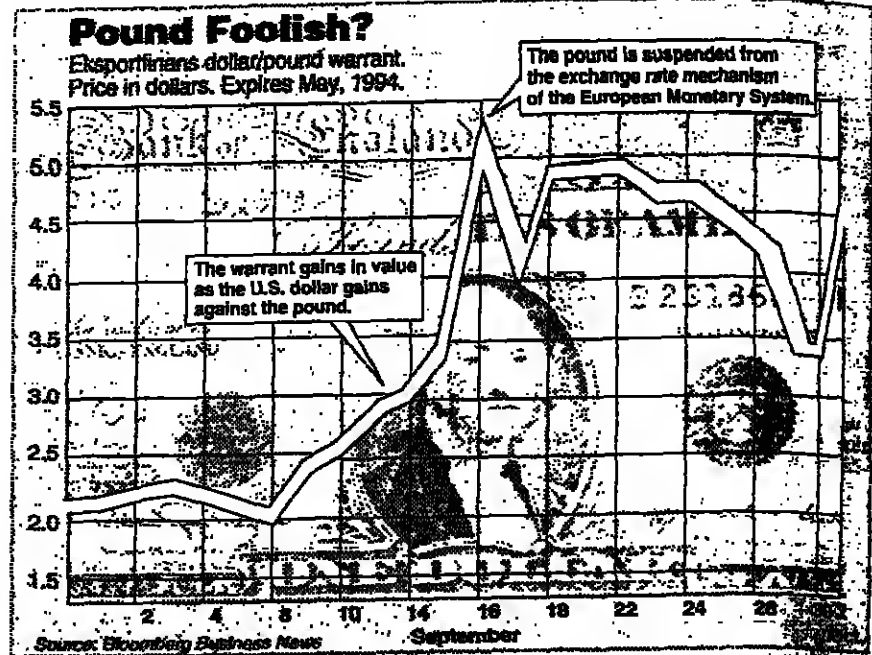 Pound Foolish?
Eksportfinans dollar/pound warrant.
Price in dollars. Expires May, 1994.
The pound is suspended from
the exchange rate mechanism
of the European Monetary System.
5.5
5.0
4.5
4.0
3.5
3.0
2.5
2.0
1.5
The warrant gains in value
as the U.S. dollar gains
against the pound.
2 4 8 10 14 16 18 22 24 28
September
Source: Bloomberg Business News